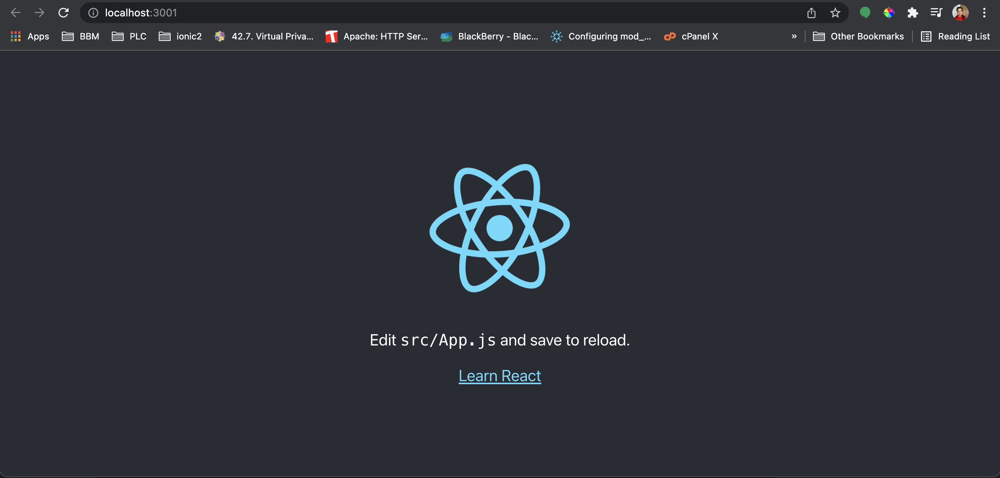 localhost:3001
Apps BBM PLC ionic2 42.7. Virtual Priva... Apache: HTTP Ser... BlackBerry - Blac... Configuring mod_... cP cPanel X » Other Bookmarks Reading List
Edit src/App.js and save to reload.
Learn React